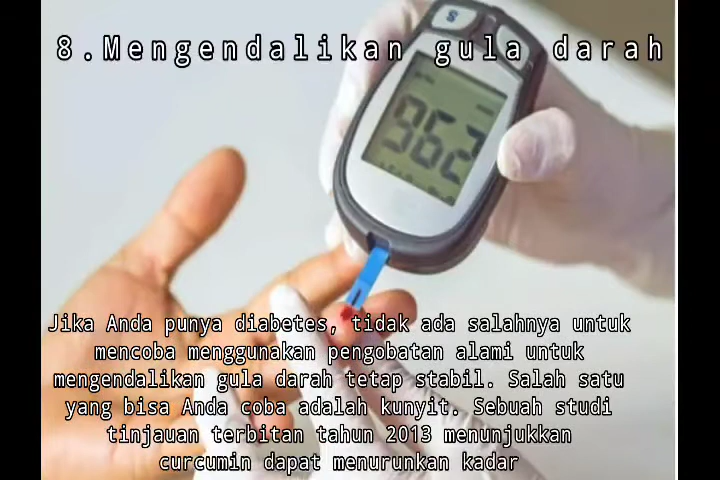 8.Mengendalikan gula darah
S
962
Jika Anda punya diabetes, tidak ada salahnya untuk
mencoba menggunakan pengobatan alami untuk
mengendalikan gula darah tetap stabil. Salah satu
yang bisa Anda coba adalah kunyit. Sebuah studi
tinjauan terbitan tahun 2013 menunjukkan
curcumin dapat menurunkan kadar